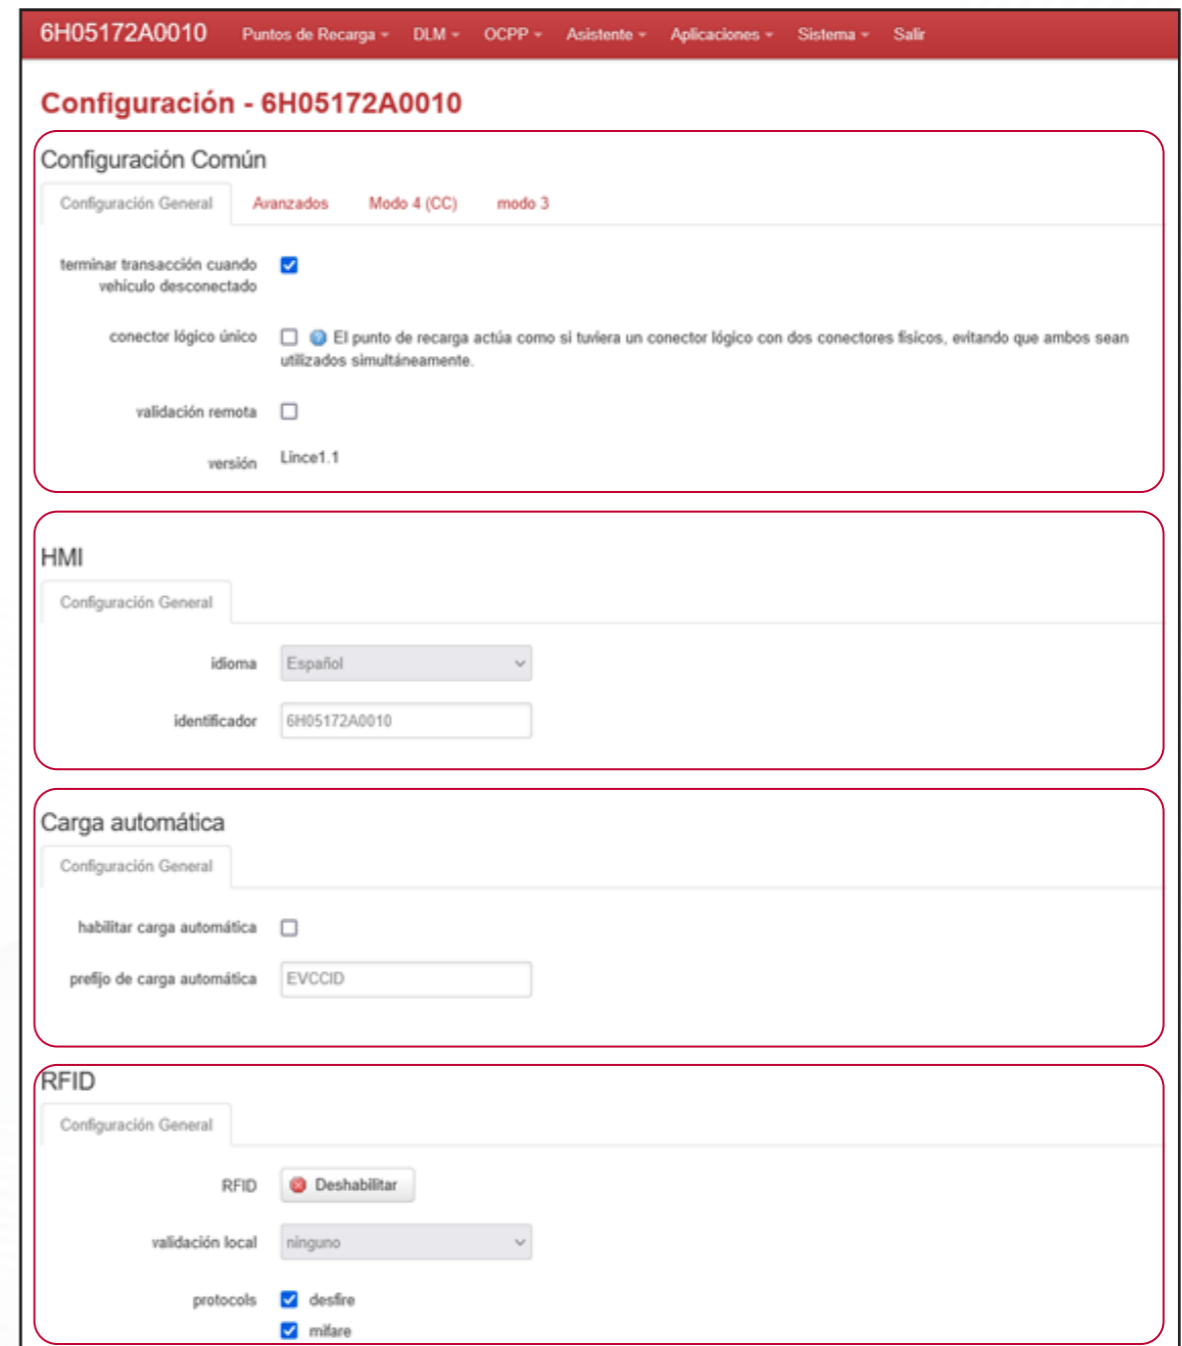 6H05172A0010 Puntos de Recarga DLM OCPP Asistente Aplicaciones Sistema Salir
Configuración - 6H05172A0010
Configuración Común
Configuración General Avanzados Modo 4 (CC) modo 3
terminar transacción cuando
vehículo desconectado
conector lógico único El punto de recarga actúa como si tuviera un conector lógico con dos conectores físicos, evitando que ambos sean
utilizados simultáneamente.
validación remota
versión Lince1.1
HMI
Configuración General
idioma Español
identificador 6H05172A0010
Carga automática
Configuración General
habilitar carga automática
prefijo de carga automática EVCCID
RFID
Configuración General
RFID Deshabilitar
validación local ninguno
protocols desfire
mifare